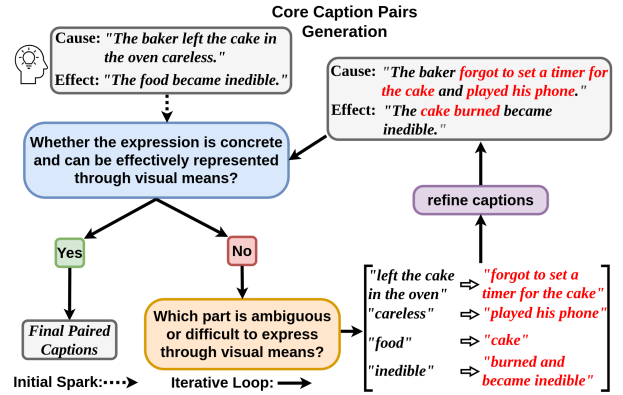 Core Caption Pairs
Generation
Cause: "The baker left the cake in
the oven careless."
Effect: "The food became inedible."
Cause: "The baker forgot to set a timer for
the cake and played his phone."
Effect: "The cake burned became
inedible."
Whether the expression is concrete
and can be effectively represented
through visual means?
refine captions
Yes
No
Final Paired
Captions
Which part is ambiguous
or difficult to express
through visual means?
"left the cake
in the oven"
"forgot to set a
timer for the cake"
"careless"
"played his phone"
"food"
"cake"
"inedible"
"burned and
became inedible"
Initial Spark:
Iterative Loop: